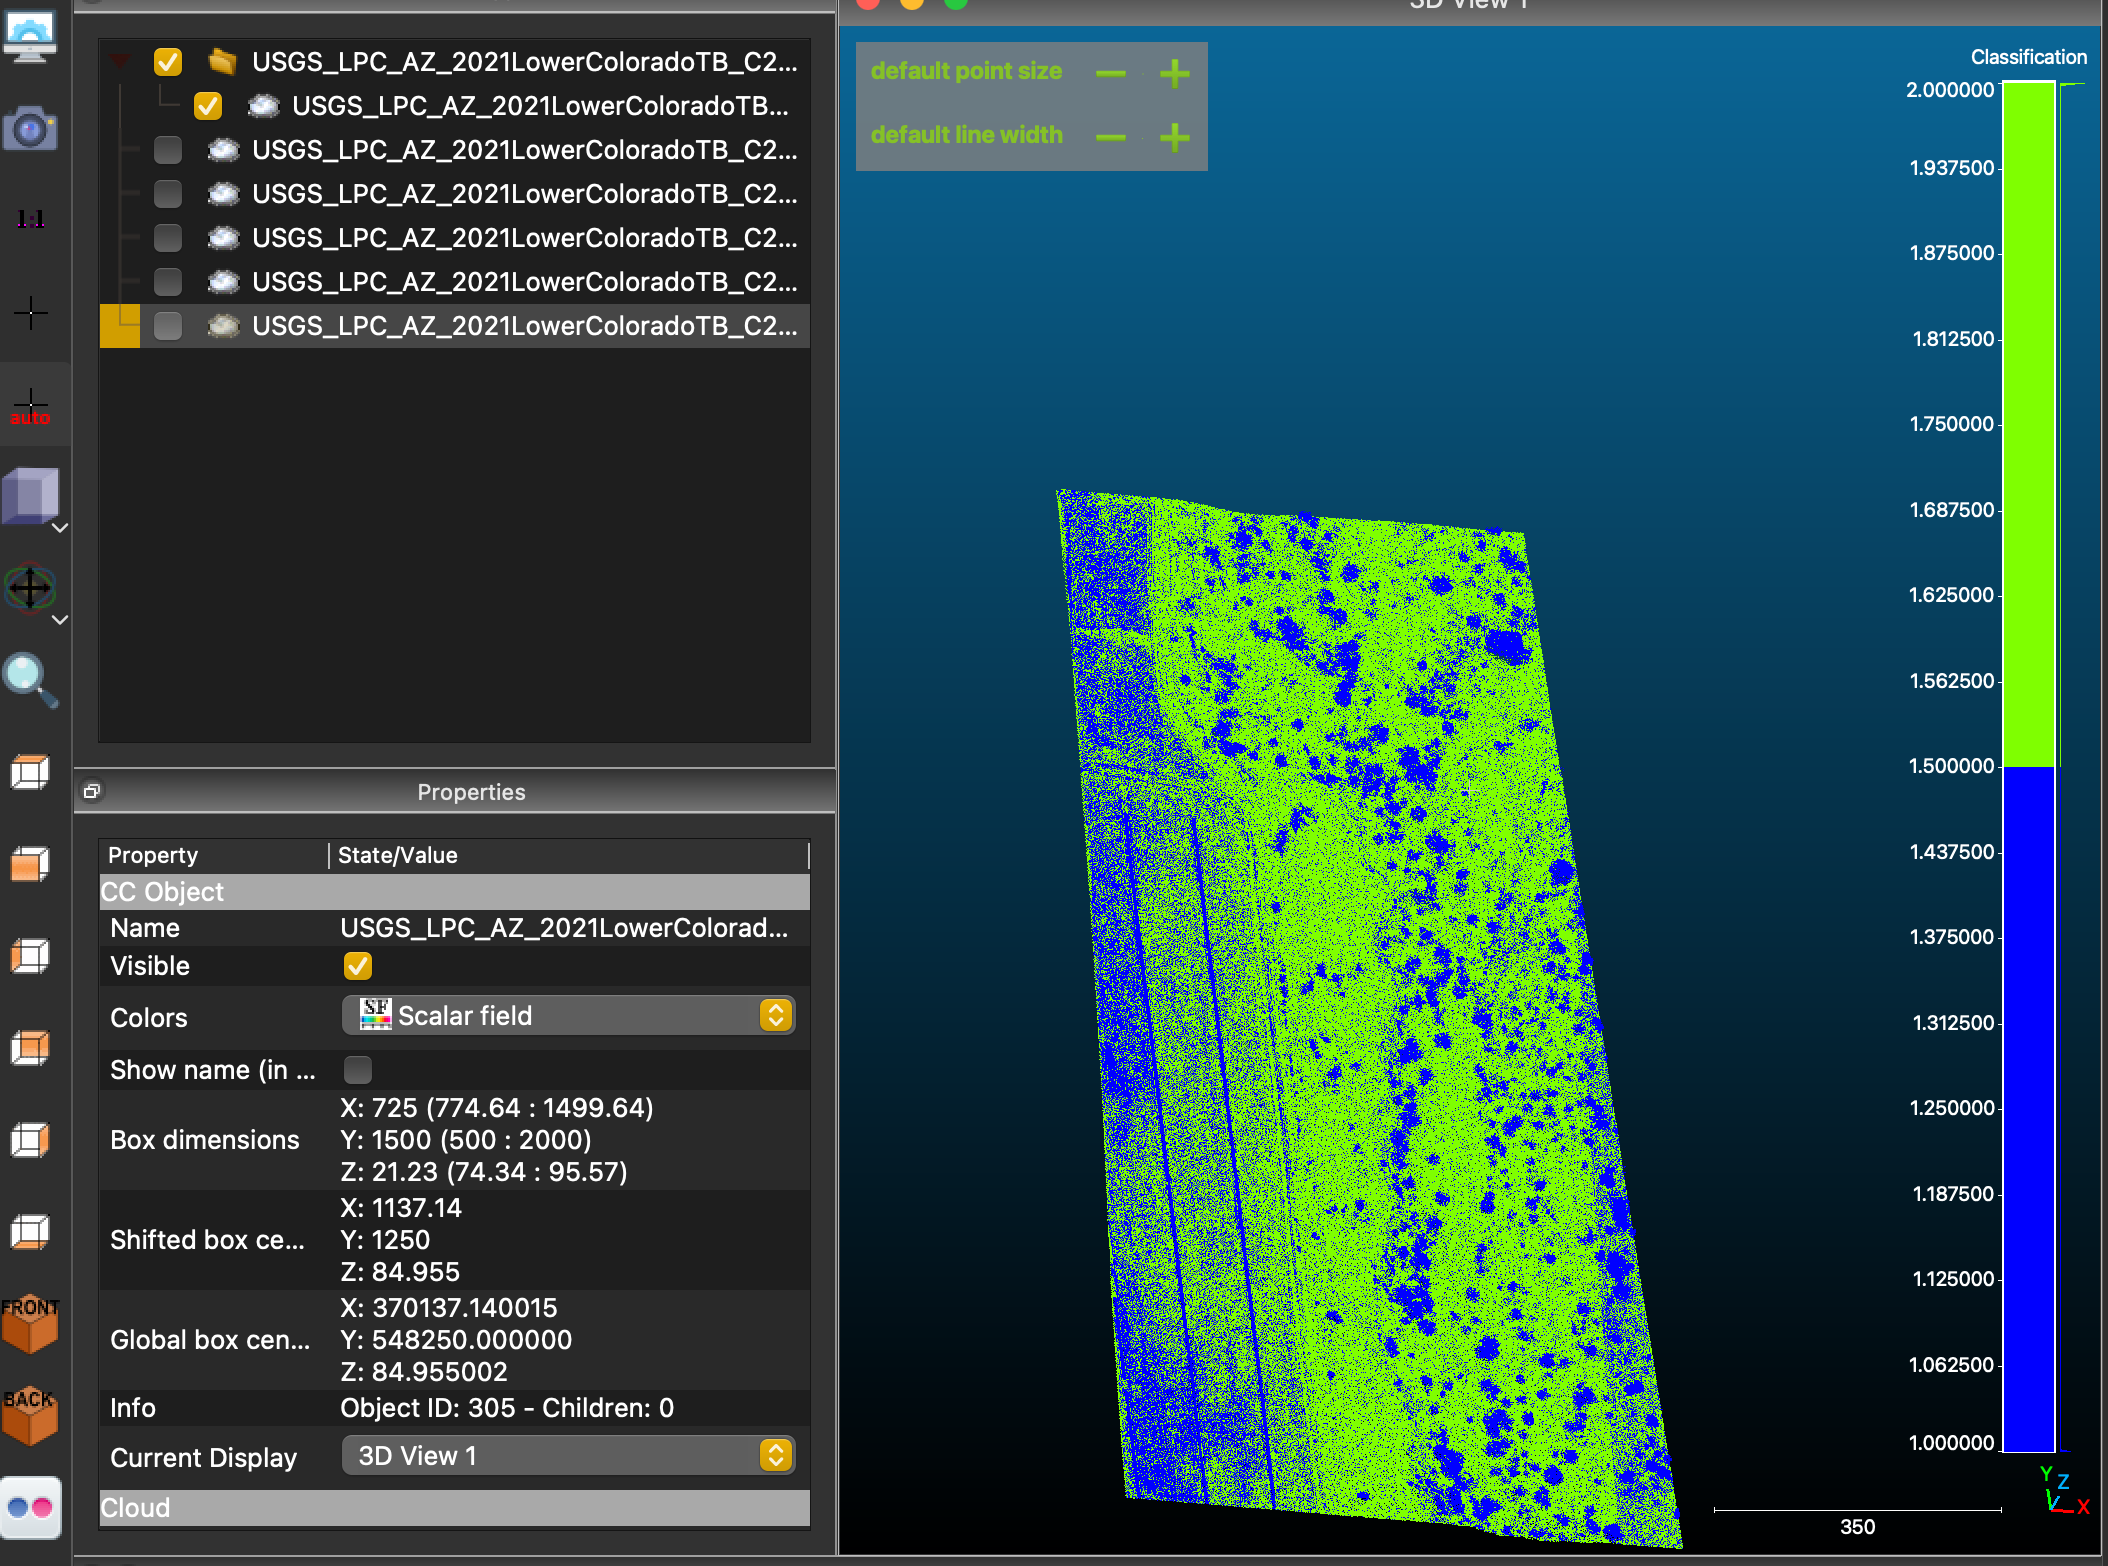 3D View 1
USGS_LPC_AZ_2021LowerColoradoTB_C2...
USGS_LPC_AZ_2021LowerColoradoTB...
USGS_LPC_AZ_2021LowerColoradoTB_C2...
USGS_LPC_AZ_2021LowerColoradoTB_C2...
USGS_LPC_AZ_2021LowerColoradoTB_C2...
USGS_LPC_AZ_2021LowerColoradoTB_C2...
USGS_LPC_AZ_2021LowerColoradoTB_C2...
1:1
auto
FRONT
BACK
Properties
Property State/Value
CC Object
Name USGS_LPC_AZ_2021LowerColorad...
Visible
Colors SF Scalar field
Show name (in ...
Box dimensions
X: 725 (774.64 : 1499.64)
Y: 1500 (500 : 2000)
Z: 21.23 (74.34 : 95.57)
Shifted box ce...
X: 1137.14
Y: 1250
Z: 84.955
Global box cen...
X: 370137.140015
Y: 548250.000000
Z: 84.955002
Info Object ID: 305 - Children: 0
Current Display 3D View 1
Cloud
default point size
default line width
Classification
2.000000
1.937500
1.875000
1.812500
1.750000
1.687500
1.625000
1.562500
1.500000
1.437500
1.375000
1.312500
1.250000
1.187500
1.125000
1.062500
1.000000
Y Z
X
350